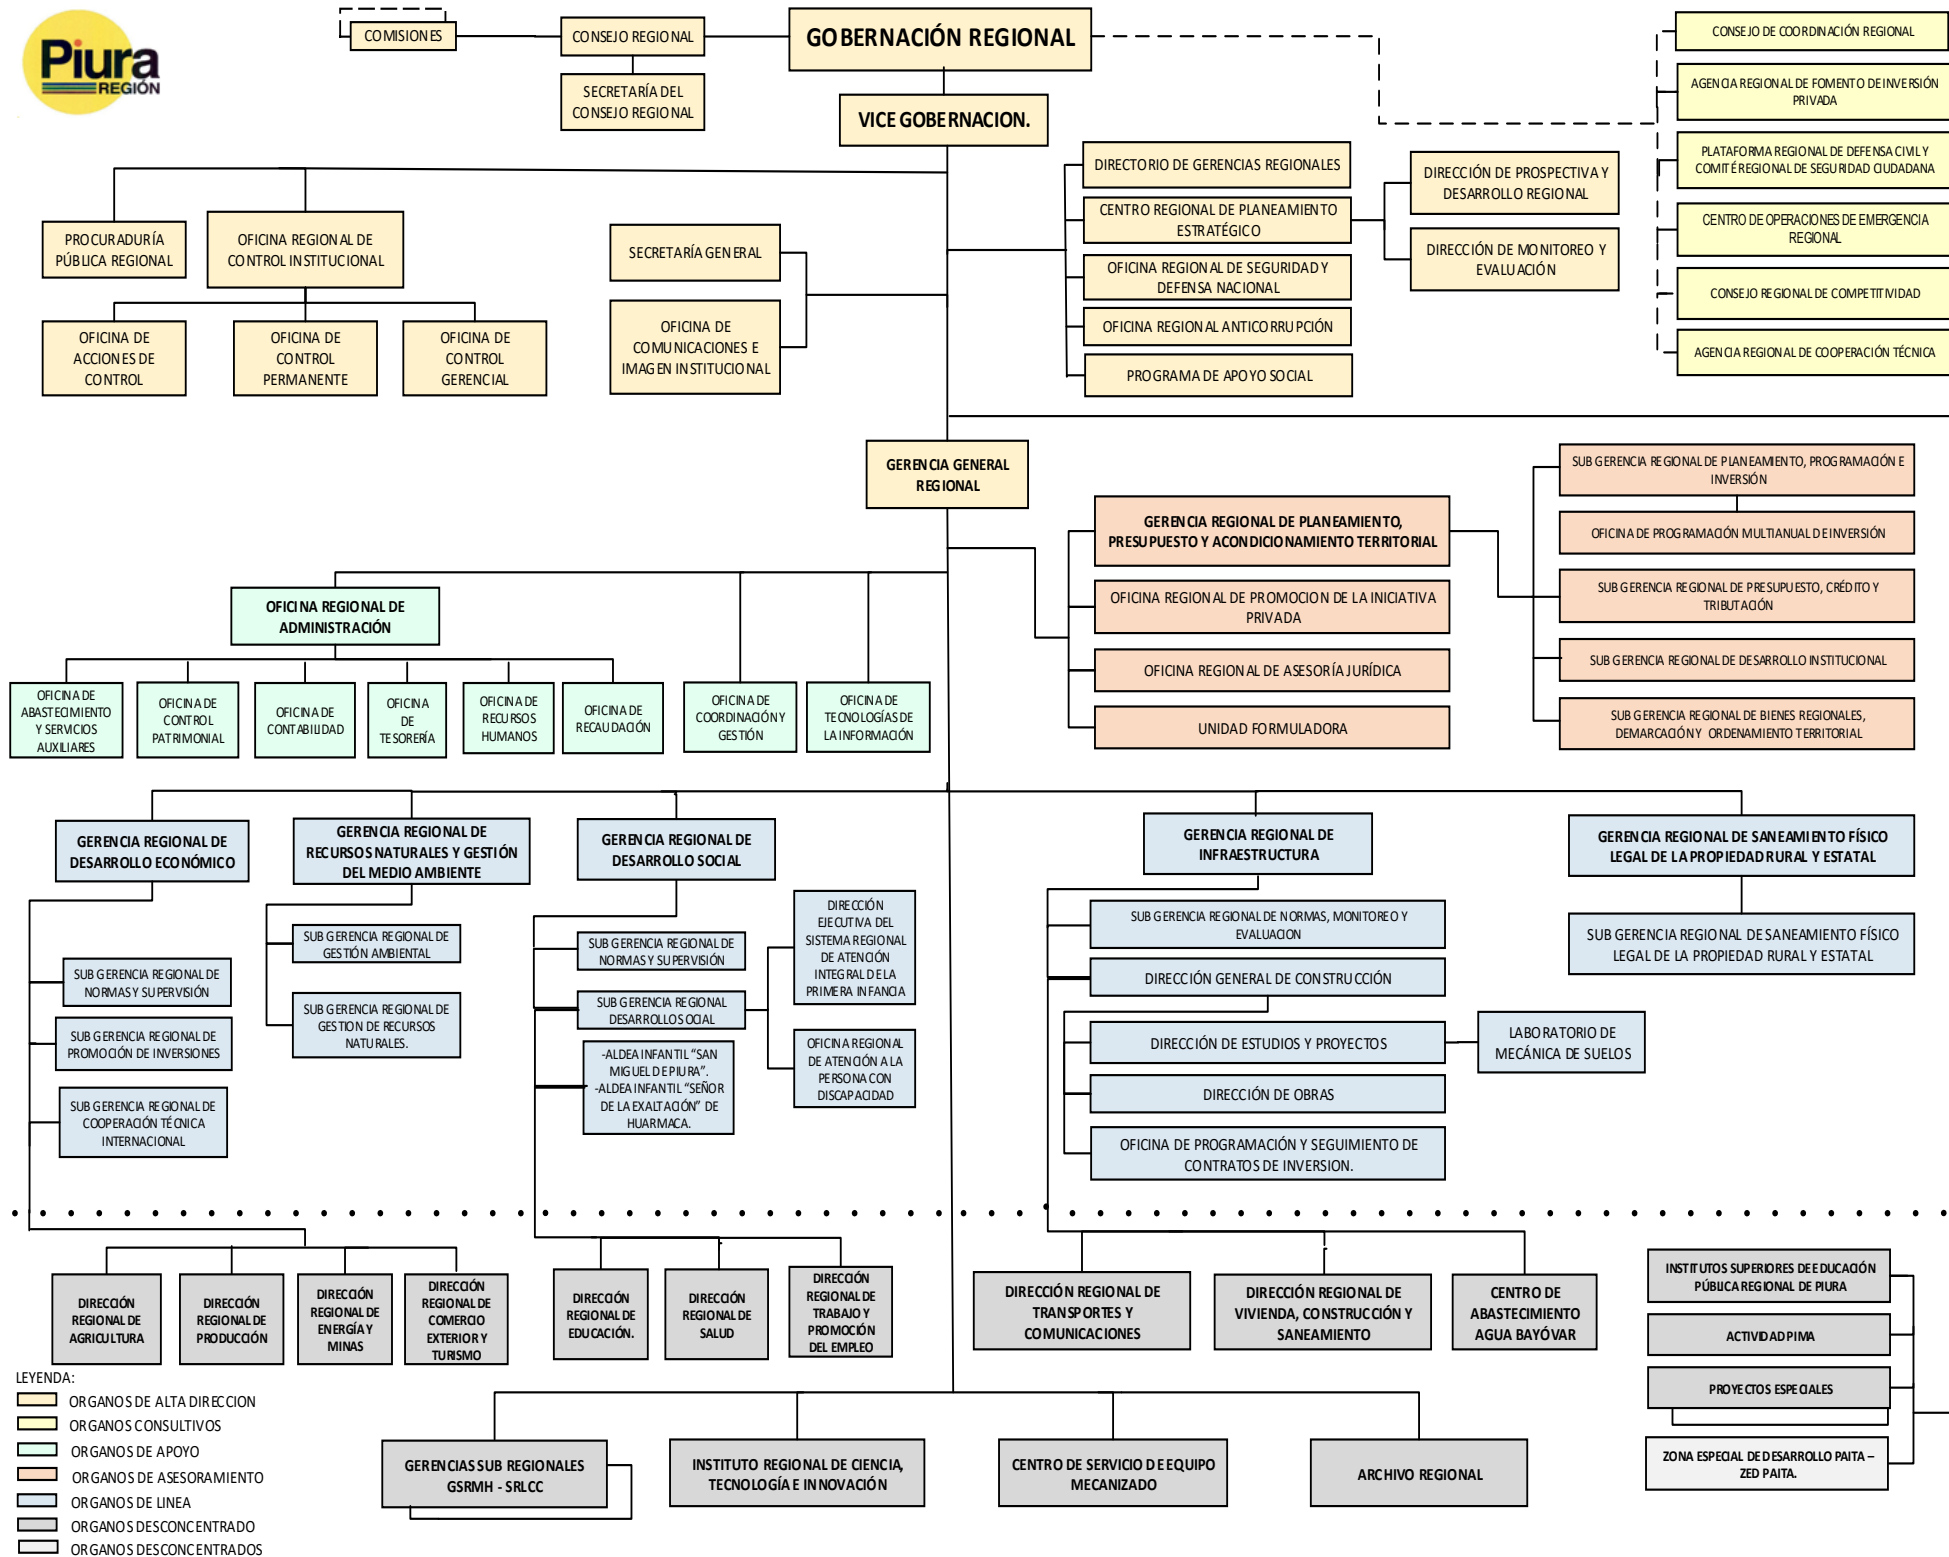 Piura
REGIÓN
COMISIONES
CONSEJO REGIONAL
GOBERNACIÓN REGIONAL
SECRETARÍA DEL
CONSEJO REGIONAL
VICE GOBERNACION.
CONSEJO DE COORDINACIÓN REGIONAL
AGENCIA REGIONAL DE FOMENTO DE INVERSIÓN
PRIVADA
PLATAFORMA REGIONAL DE DEFENSA CIVIL Y
COMITÉ REGIONAL DE SEGURIDAD CIUDADANA
CENTRO DE OPERACIONES DE EMERGENCIA
REGIONAL
CONSEJO REGIONAL DE COMPETITIVIDAD
AGENCIA REGIONAL DE COOPERACIÓN TÉCNICA
DIRECTORIO DE GERENCIAS REGIONALES
CENTRO REGIONAL DE PLANEAMIENTO
ESTRATÉGICO
OFICINA REGIONAL DE SEGURIDAD Y
DEFENSA NACIONAL
OFICINA REGIONAL ANTICORRUPCIÓN
PROGRAMA DE APOYO SOCIAL
DIRECCIÓN DE PROSPECTIVA Y
DESARROLLO REGIONAL
DIRECCIÓN DE MONITOREO Y
EVALUACIÓN
PROCURADURÍA
PÚBLICA REGIONAL
OFICINA REGIONAL DE
CONTROL INSTITUCIONAL
OFICINA DE
ACCIONES DE
CONTROL
OFICINA DE
CONTROL
PERMANENTE
OFICINA DE
CONTROL
GERENCIAL
SECRETARÍA GENERAL
OFICINA DE
COMUNICACIONES E
IMAGEN INSTITUCIONAL
GERENCIA GENERAL
REGIONAL
GERENCIA REGIONAL DE PLANEAMIENTO,
PRESUPUESTO Y ACONDICIONAMIENTO TERRITORIAL
OFICINA REGIONAL DE PROMOCION DE LA INICIATIVA
PRIVADA
OFICINA REGIONAL DE ASESORÍA JURÍDICA
UNIDAD FORMULADORA
SUB GERENCIA REGIONAL DE PLANEAMIENTO, PROGRAMACIÓN E
INVERSIÓN
OFICINA DE PROGRAMACIÓN MULTIANUAL DE INVERSIÓN
SUB GERENCIA REGIONAL DE PRESUPUESTO, CRÉDITO Y
TRIBUTACIÓN
SUB GERENCIA REGIONAL DE DESARROLLO INSTITUCIONAL
SUB GERENCIA REGIONAL DE BIENES REGIONALES,
DEMARCACIÓN Y ORDENAMIENTO TERRITORIAL
OFICINA REGIONAL DE
ADMINISTRACIÓN
OFICINA DE
ABASTECIMIENTO
Y SERVICIOS
AUXILIARES
OFICINA DE
CONTROL
PATRIMONIAL
OFICINA DE
CONTABILIDAD
OFICINA
DE
TESORERÍA
OFICINA DE
RECURSOS
HUMANOS
OFICINA DE
RECAUDACIÓN
OFICINA DE
COORDINACIÓN Y
GESTIÓN
OFICINA DE
TECNOLOGÍAS DE
LA INFORMACIÓN
GERENCIA REGIONAL DE
DESARROLLO ECONÓMICO
SUB GERENCIA REGIONAL DE
NORMAS Y SUPERVISIÓN
SUB GERENCIA REGIONAL DE
PROMOCIÓN DE INVERSIONES
SUB GERENCIA REGIONAL DE
COOPERACIÓN TÉCNICA
INTERNACIONAL
GERENCIA REGIONAL DE
RECURSOS NATURALES Y GESTIÓN
DEL MEDIO AMBIENTE
SUB GERENCIA REGIONAL DE
GESTIÓN AMBIENTAL
SUB GERENCIA REGIONAL DE
GESTION DE RECURSOS
NATURALES.
GERENCIA REGIONAL DE
DESARROLLO SOCIAL
SUB GERENCIA REGIONAL DE
NORMAS Y SUPERVISIÓN
SUB GERENCIA REGIONAL
DESARROLLO SOCIAL
-ALDEA INFANTIL “SAN
MIGUEL DE PIURA”.
-ALDEA INFANTIL “SEÑOR
DE LA EXALTACIÓN” DE
HUARMACA.
DIRECCIÓN
EJECUTIVA DEL
SISTEMA REGIONAL
DE ATENCIÓN
INTEGRAL DE LA
PRIMERA INFANCIA
OFICINA REGIONAL
DE ATENCIÓN A LA
PERSONA CON
DISCAPACIDAD
GERENCIA REGIONAL DE
INFRAESTRUCTURA
SUB GERENCIA REGIONAL DE NORMAS, MONITOREO Y
EVALUACION
DIRECCIÓN GENERAL DE CONSTRUCCIÓN
DIRECCIÓN DE ESTUDIOS Y PROYECTOS
LABORATORIO DE
MECÁNICA DE SUELOS
DIRECCIÓN DE OBRAS
OFICINA DE PROGRAMACIÓN Y SEGUIMIENTO DE
CONTRATOS DE INVERSION.
GERENCIA REGIONAL DE SANEAMIENTO FÍSICO
LEGAL DE LA PROPIEDAD RURAL Y ESTATAL
SUB GERENCIA REGIONAL DE SANEAMIENTO FÍSICO
LEGAL DE LA PROPIEDAD RURAL Y ESTATAL
DIRECCIÓN
REGIONAL DE
AGRICULTURA
DIRECCIÓN
REGIONAL DE
PRODUCCIÓN
DIRECCIÓN
REGIONAL DE
ENERGÍA Y
MINAS
DIRECCIÓN
REGIONAL DE
COMERCIO
EXTERIOR Y
TURISMO
DIRECCIÓN
REGIONAL DE
EDUCACIÓN.
DIRECCIÓN
REGIONAL DE
SALUD
DIRECCIÓN
REGIONAL DE
TRABAJO Y
PROMOCIÓN
DEL EMPLEO
DIRECCIÓN REGIONAL DE
TRANSPORTES Y
COMUNICACIONES
DIRECCIÓN REGIONAL DE
VIVIENDA, CONSTRUCCIÓN Y
SANEAMIENTO
CENTRO DE
ABASTECIMIENTO
AGUA BAYÓVAR
INSTITUTOS SUPERIORES DE EDUCACIÓN
PÚBLICA REGIONAL DE PIURA
ACTIVIDAD PIMA
PROYECTOS ESPECIALES
ZONA ESPECIAL DE DESARROLLO PAITA –
ZED PAITA.
GERENCIAS SUB REGIONALES
GSRMH - SRLCC
INSTITUTO REGIONAL DE CIENCIA,
TECNOLOGÍA E INNOVACIÓN
CENTRO DE SERVICIO DE EQUIPO
MECANIZADO
ARCHIVO REGIONAL
LEYENDA:
ORGANOS DE ALTA DIRECCION
ORGANOS CONSULTIVOS
ORGANOS DE APOYO
ORGANOS DE ASESORAMIENTO
ORGANOS DE LINEA
ORGANOS DESCONCENTRADO
ORGANOS DESCONCENTRADOS